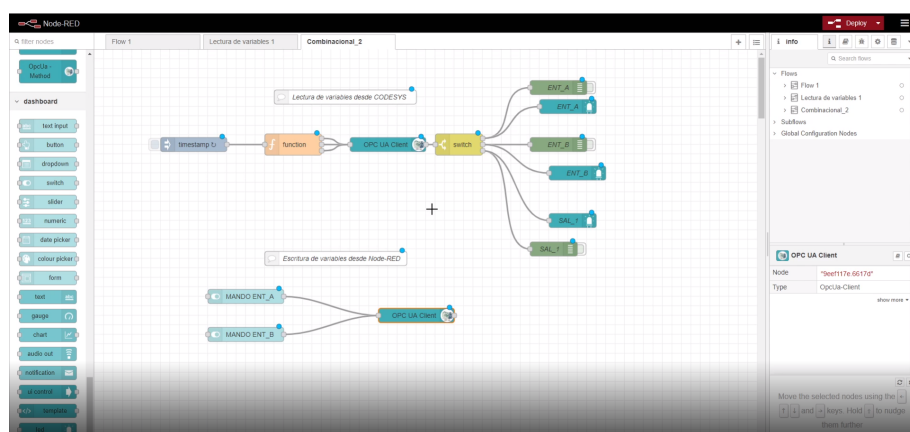 Node-RED
Deploy
filter nodes
Flow 1
Lectura de variables 1
Combinacional_2
info
Search flows
OpcUa -
Method
dashboard
text input
button
dropdown
switch
slider
numeric
date picker
colour picker
form
text
gauge
chart
audio out
notification
ui control
template
Lectura de variables desde CODESYS
timestamp
function
OPC UA Client
switch
ENT_A
ENT_A
ENT_B
ENT_B
SAL_1
SAL_1
Escritura de variables desde Node-RED
MANDO ENT_A
MANDO ENT_B
OPC UA Client
Flows
Flow 1
Lectura de variables 1
Combinacional_2
Subflows
Global Configuration Nodes
OPC UA Client
Node
"9eef117e.6617d"
Type
OpcUa-Client
show more
Move the selected nodes using the
and keys. Hold to nudge
them further